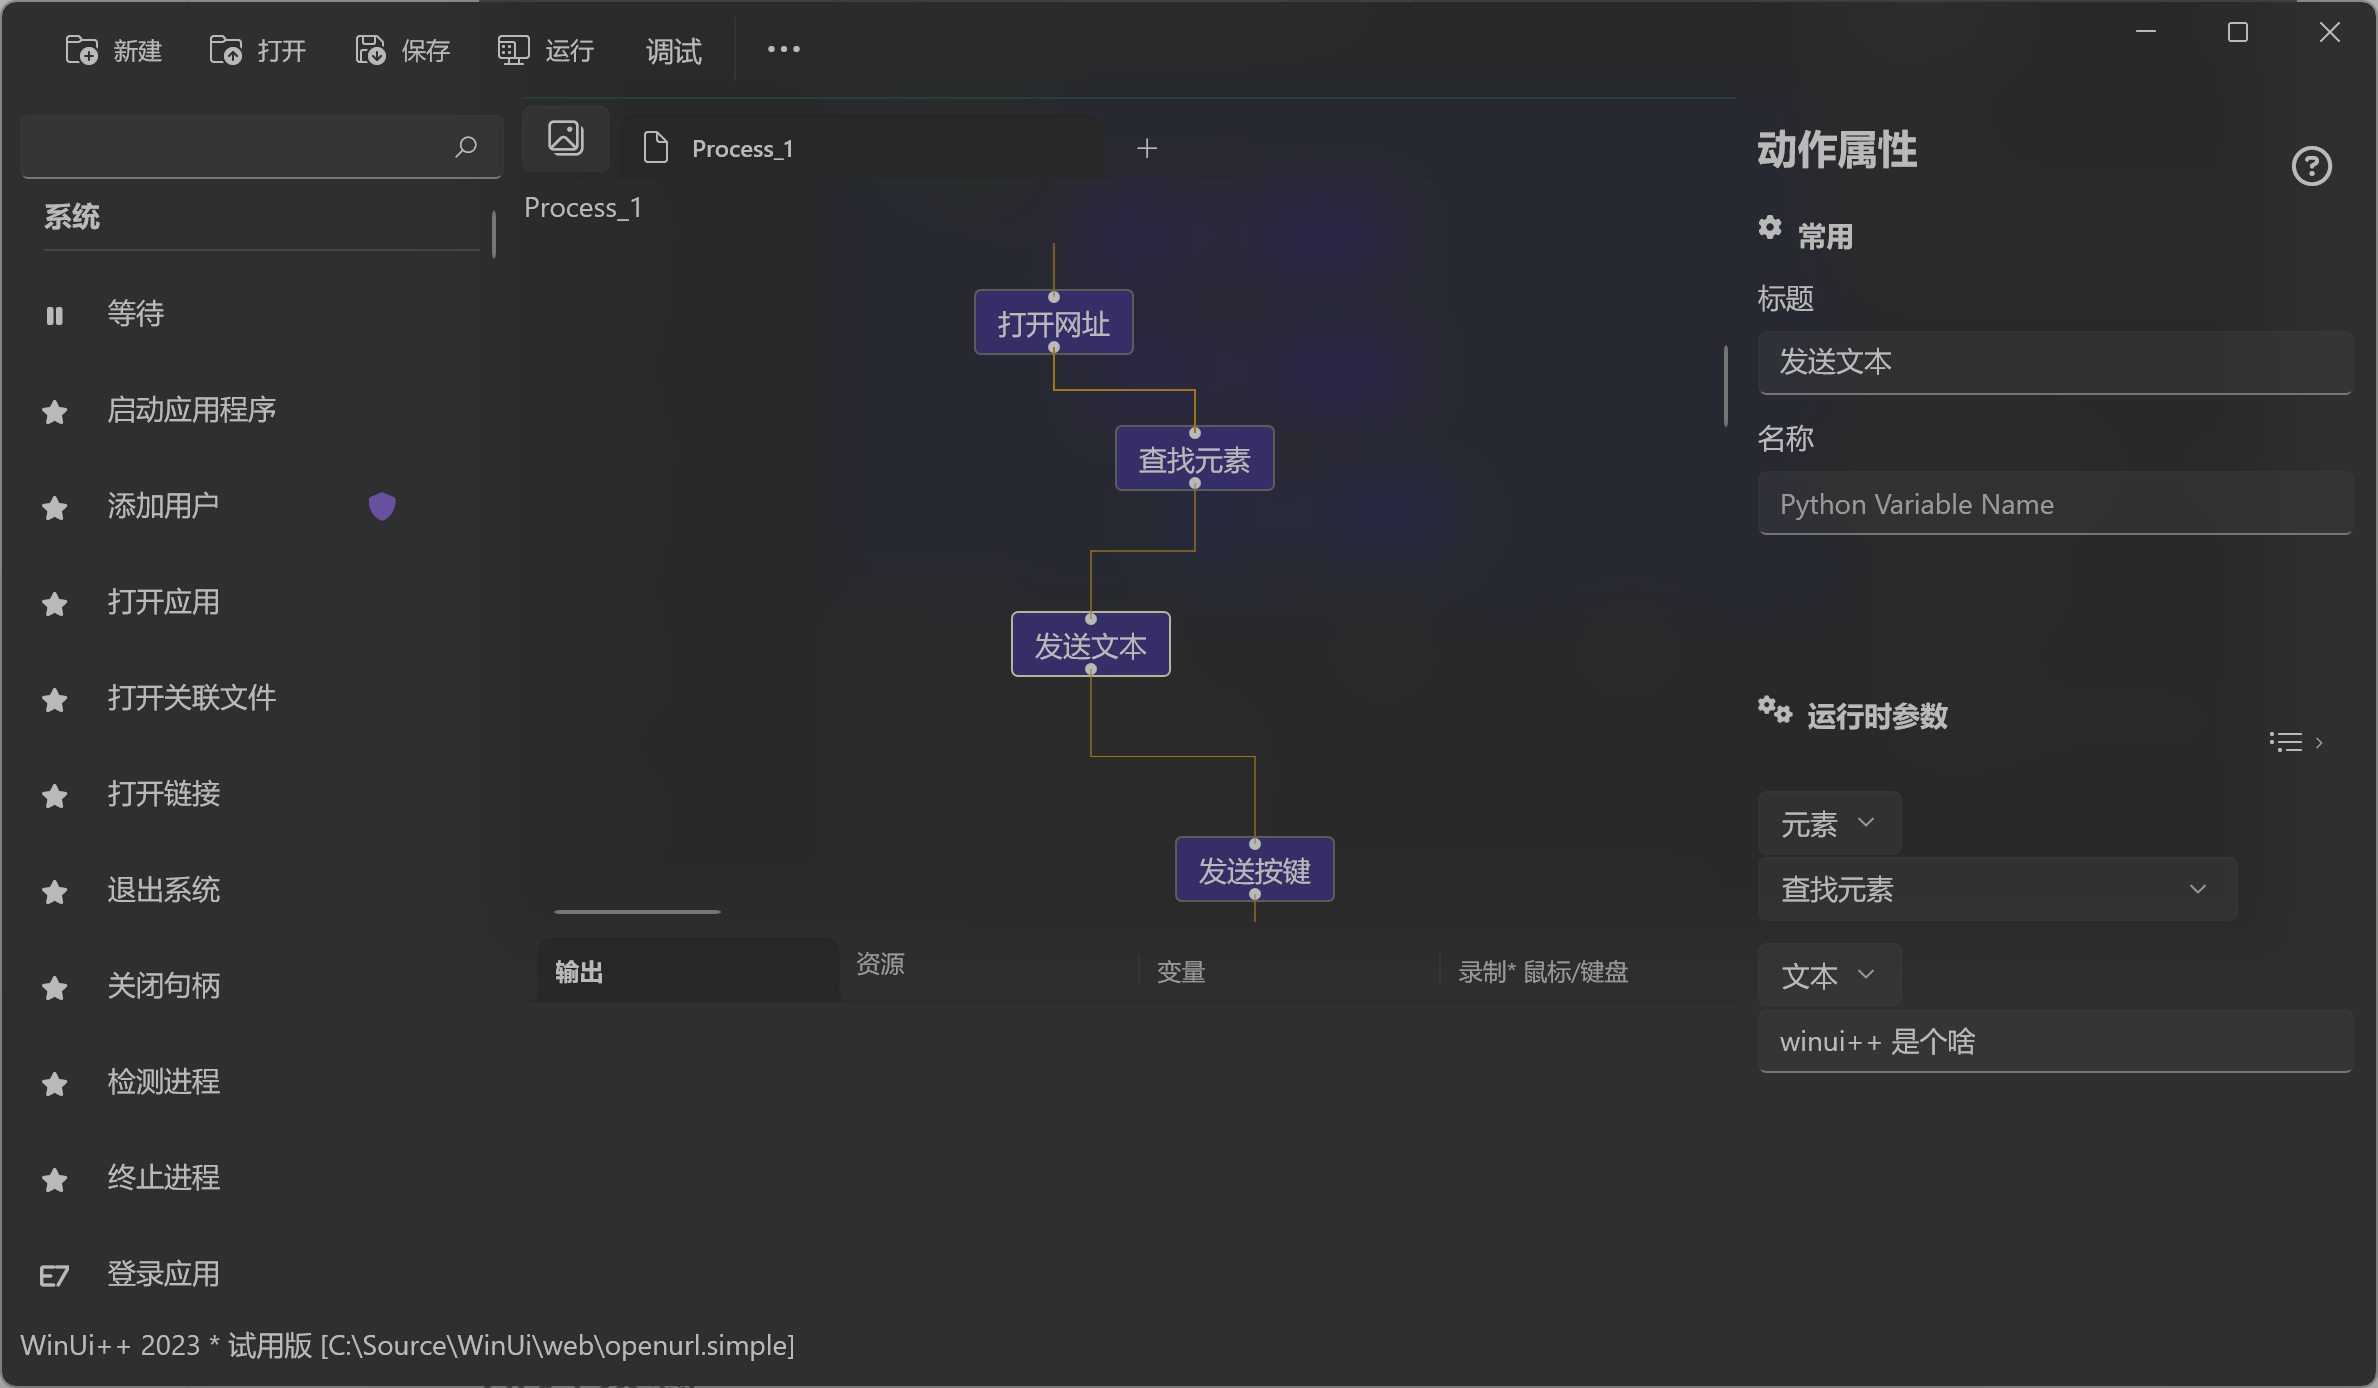 新建
打开
保存
运行
调试
系统
等待
启动应用程序
添加用户
打开应用
打开关联文件
打开链接
退出系统
关闭句柄
检测进程
终止进程
E7 登录应用
Process_1
Process_1
打开网址
查找元素
发送文本
发送按键
输出
资源
变量
录制* 鼠标/键盘
动作属性
常用
标题
发送文本
名称
Python Variable Name
运行时参数
元素
查找元素
文本
winui++ 是个啥
WinUi++ 2023 * 试用版 [C:\Source\WinUi\web\openurl.simple]